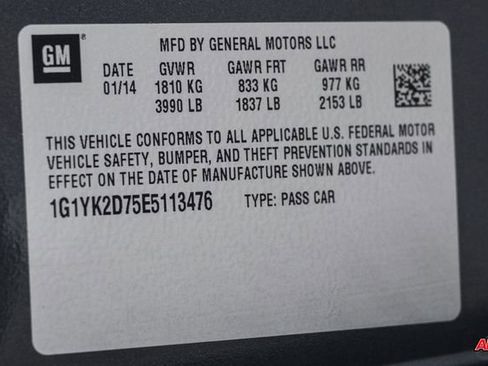 GM®
MFD BY GENERAL MOTORS LLC
DATE GVWR GAWR FRT GAWR RR
01/14 1810 KG 833 KG 977 KG
3990 LB 1837 LB 2153 LB
THIS VEHICLE CONFORMS TO ALL APPLICABLE U.S. FEDERAL MOTOR
VEHICLE SAFETY, BUMPER, AND THEFT PREVENTION STANDARDS IN
EFFECT ON THE DATE OF MANUFACTURE SHOWN ABOVE.
1G1YK2D75E5113476 TYPE: PASS CAR